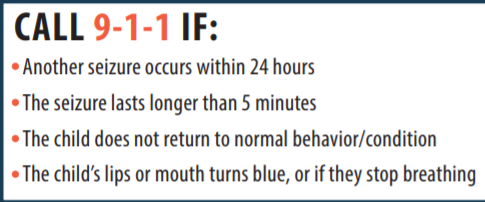 CALL 9-1-1 IF:
• Another seizure occurs within 24 hours
• The seizure lasts longer than 5 minutes
• The child does not return to normal behavior/condition
• The child’s lips or mouth turns blue, or if they stop breathing